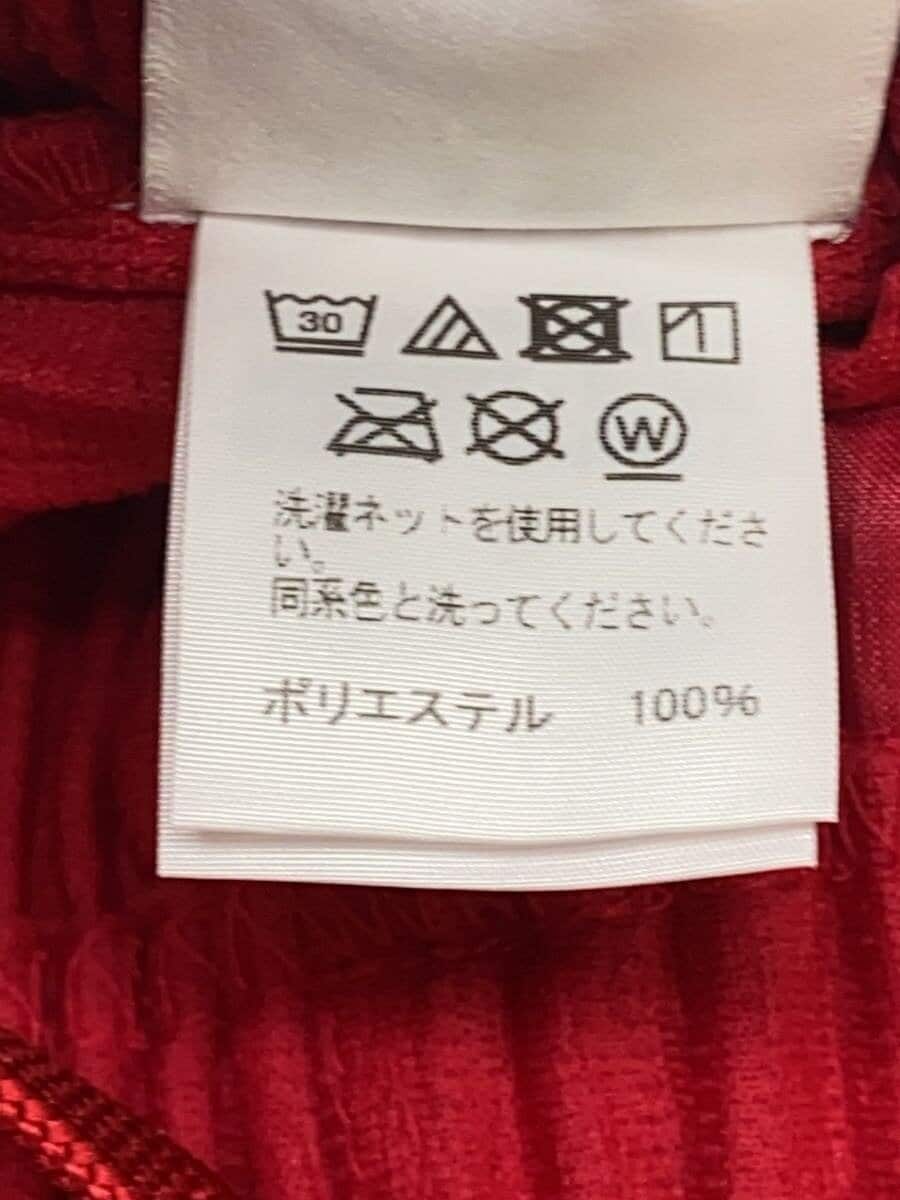 30
W
洗濯ネットを使用してくださ
い。
同系色と洗ってください。
ポリエステル 100%